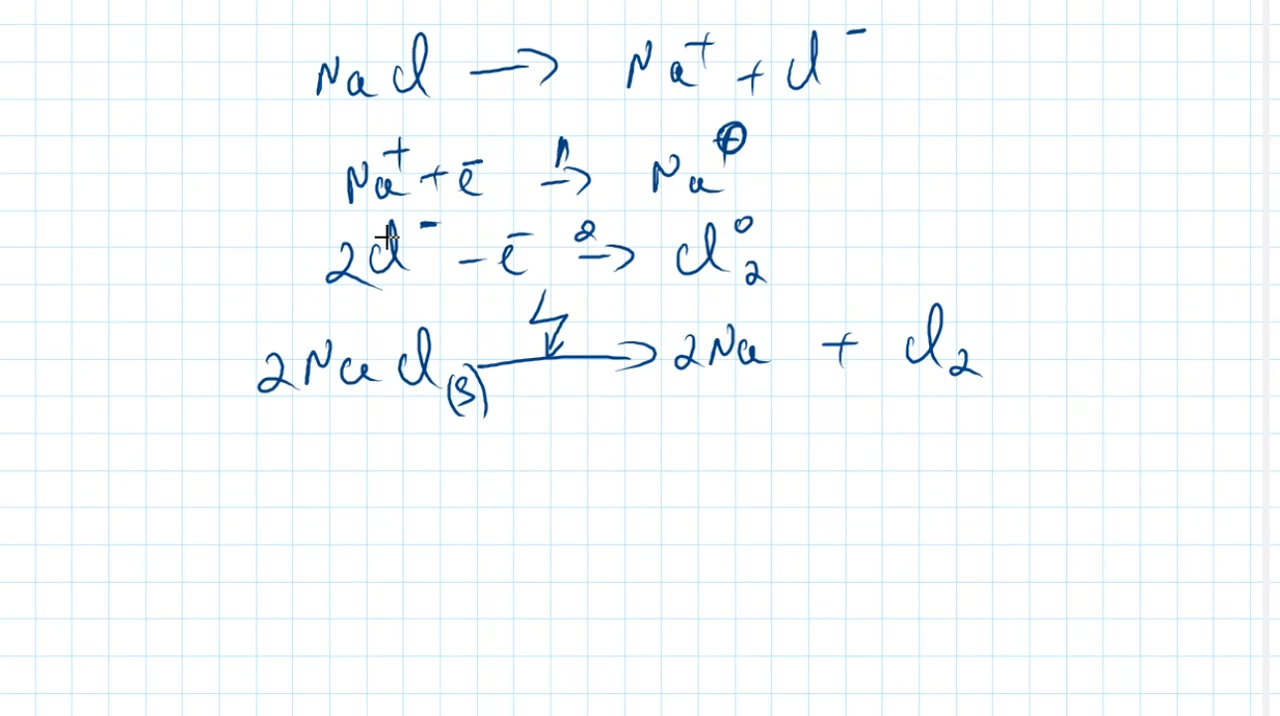 NaCl → Na⁺ + Cl⁻
Na⁺ + e̅ 1→ Na⁰
2Cl⁻ − e̅ 2→ Cl₂⁰
2NaCl₍ₛ₎ → 2Na + Cl₂